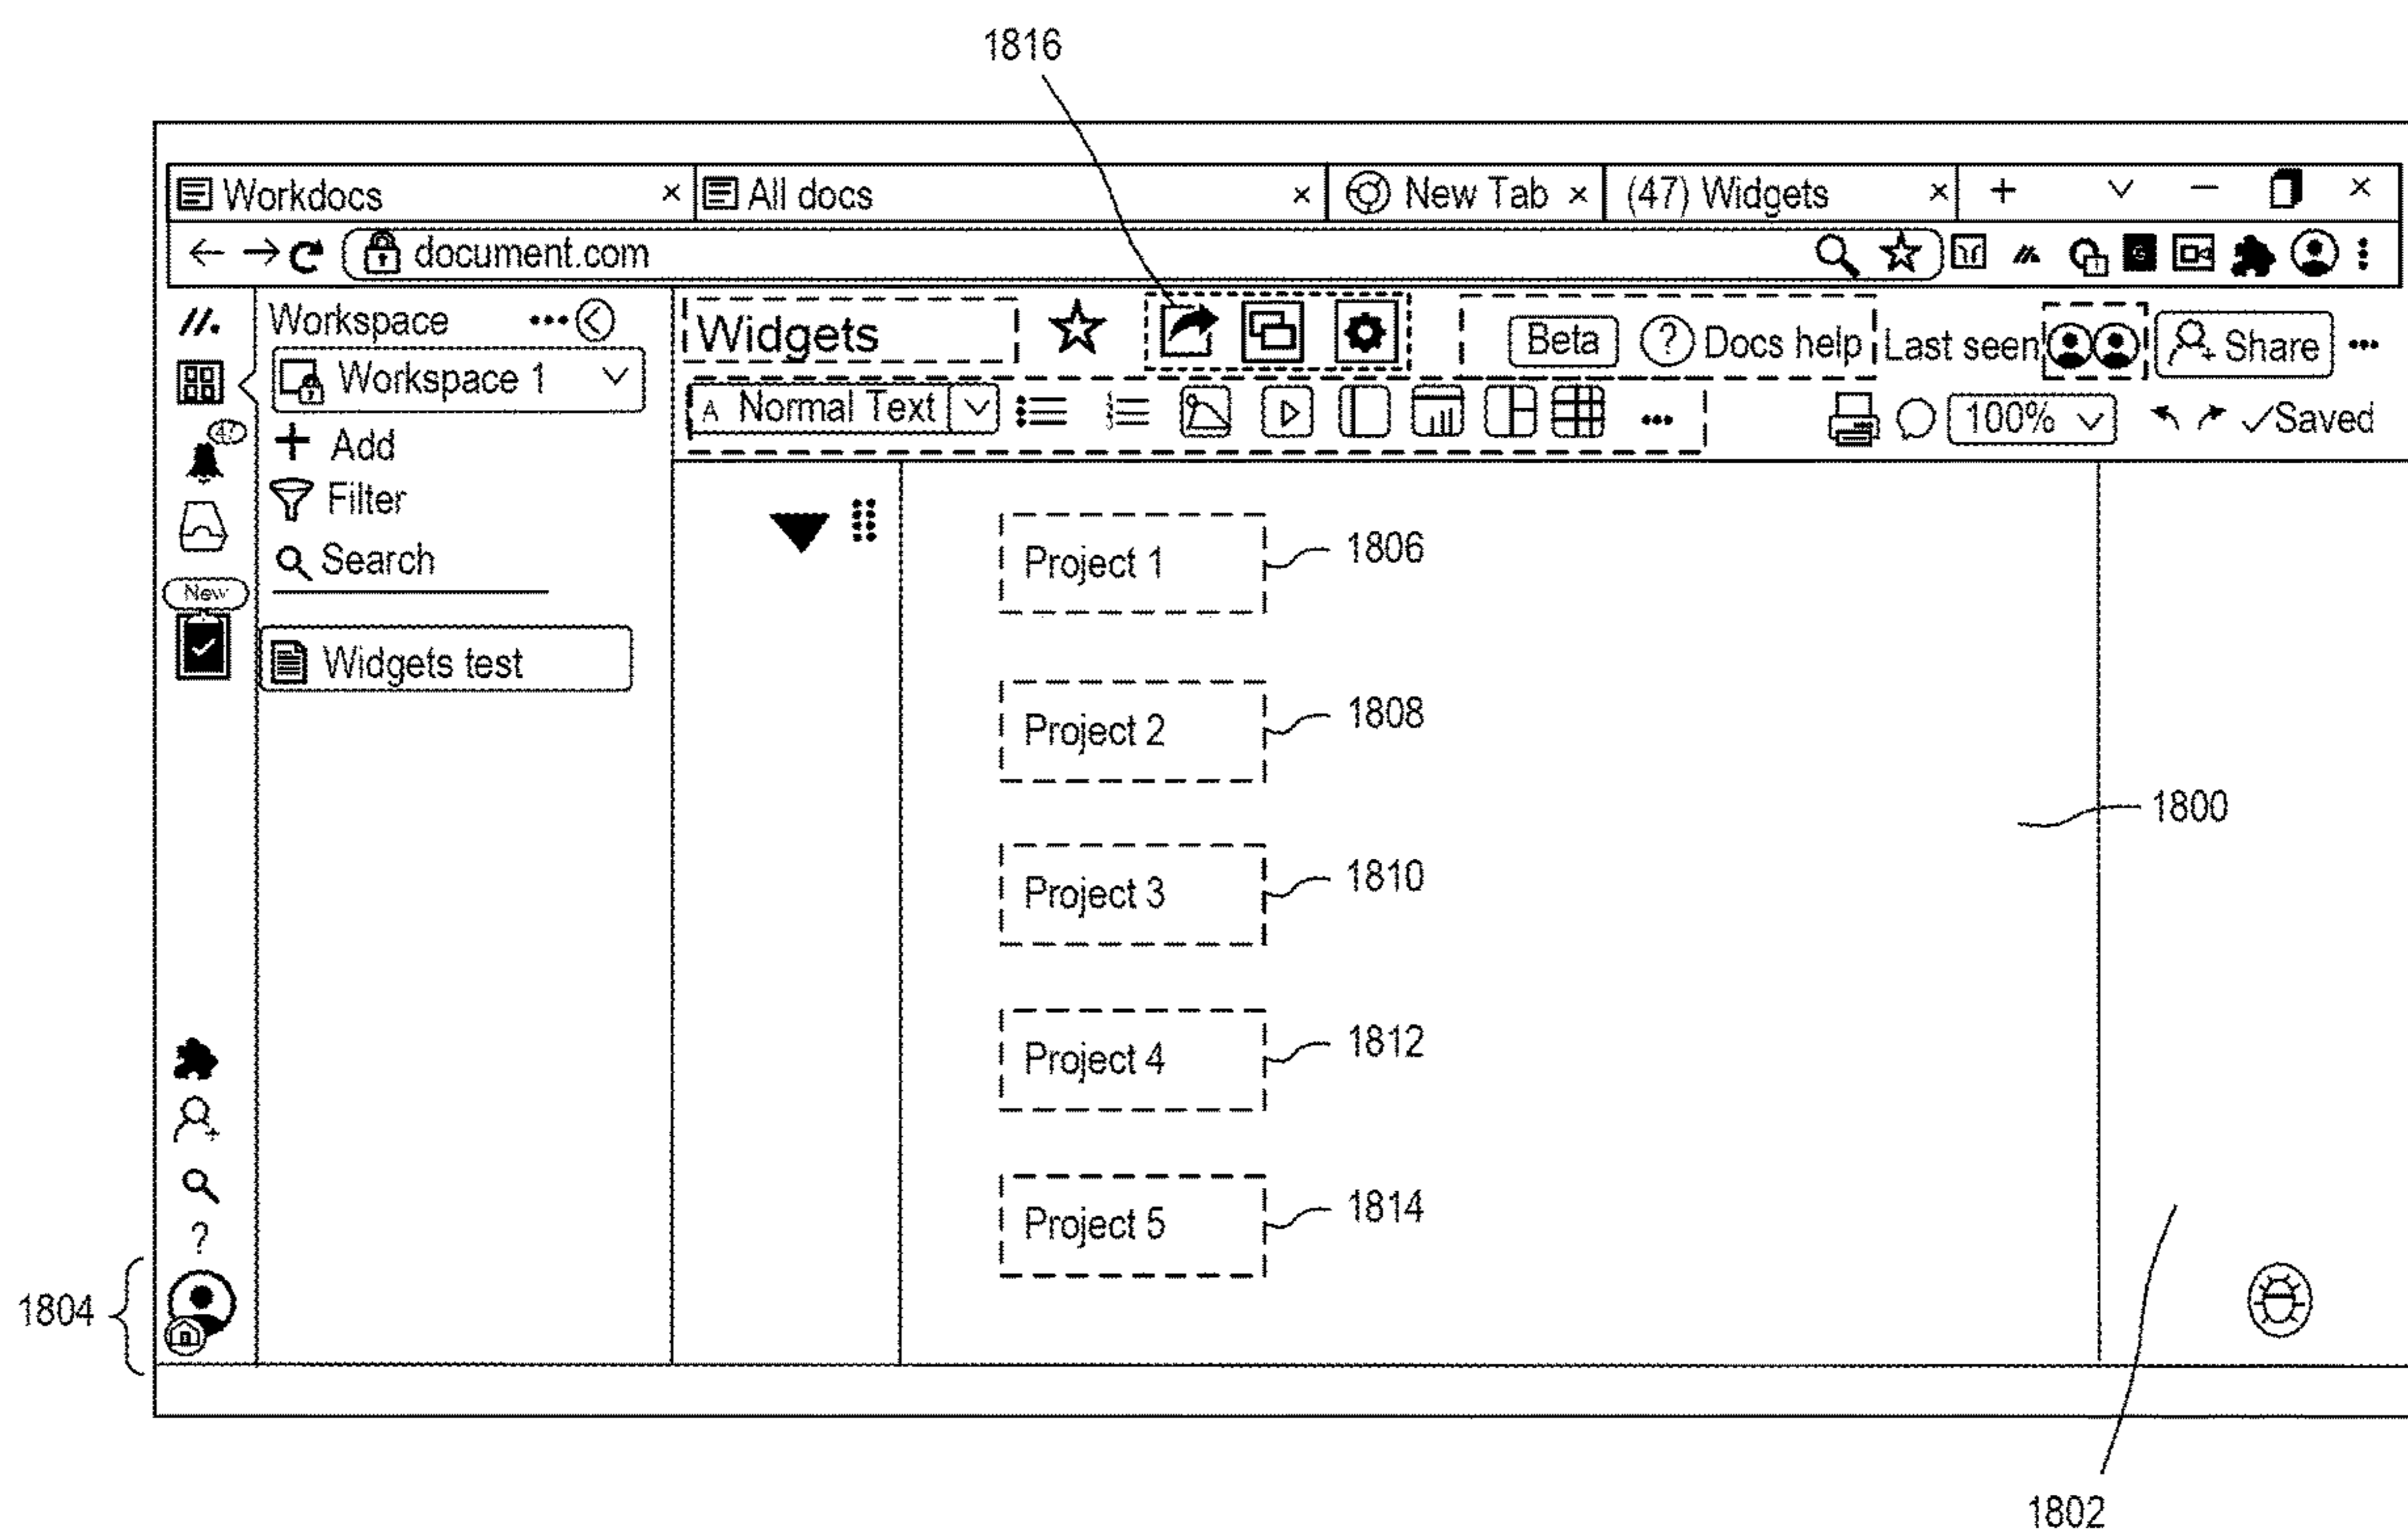 1816
Workdocs × All docs × New Tab × (47) Widgets × +
document.com
Workspace
Workspace 1
47
Add
Filter
Search
New
Widgets test
Widgets Beta ? Docs help Last seen Share
A Normal Text 100% Saved
Project 1 1806
Project 2 1808
1800
Project 3 1810
Project 4 1812
Project 5 1814
?
1804
1802